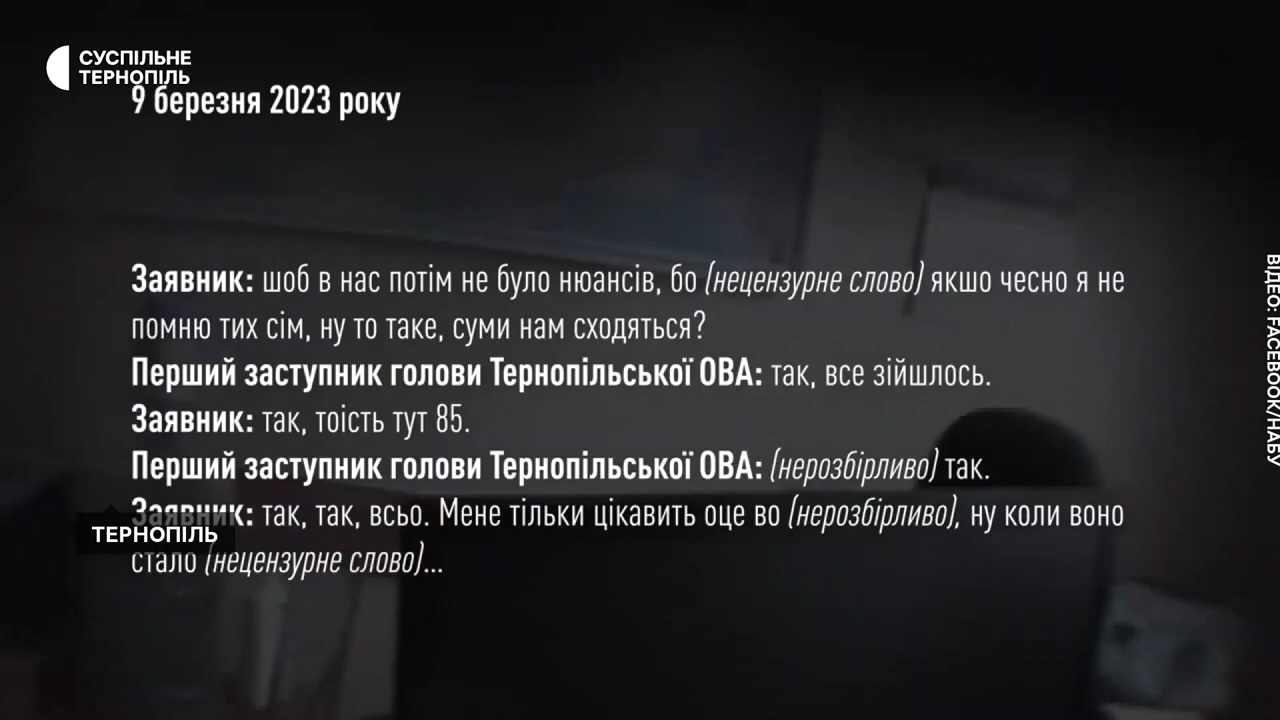 СУСПІЛЬНЕ
ТЕРНОПІЛЬ
9 березня 2023 року
Заявник: шоб в нас потім не було нюансів, бо (нецензурне слово) якшо чесно я не
помню тих сім, ну то таке, суми нам сходяться?
Перший заступник голови Тернопільської ОВА: так, все зійшлось.
Заявник: так, тоість тут 85.
Перший заступник голови Тернопільської ОВА: (нерозбірливо) так.
Заявник: так, так, всьо. Мене тільки цікавить оце во (нерозбірливо), ну коли воно
стало (нецензурне слово)...
ТЕРНОПІЛЬ
ВІДЕО: FACEBOOK/НАБУ